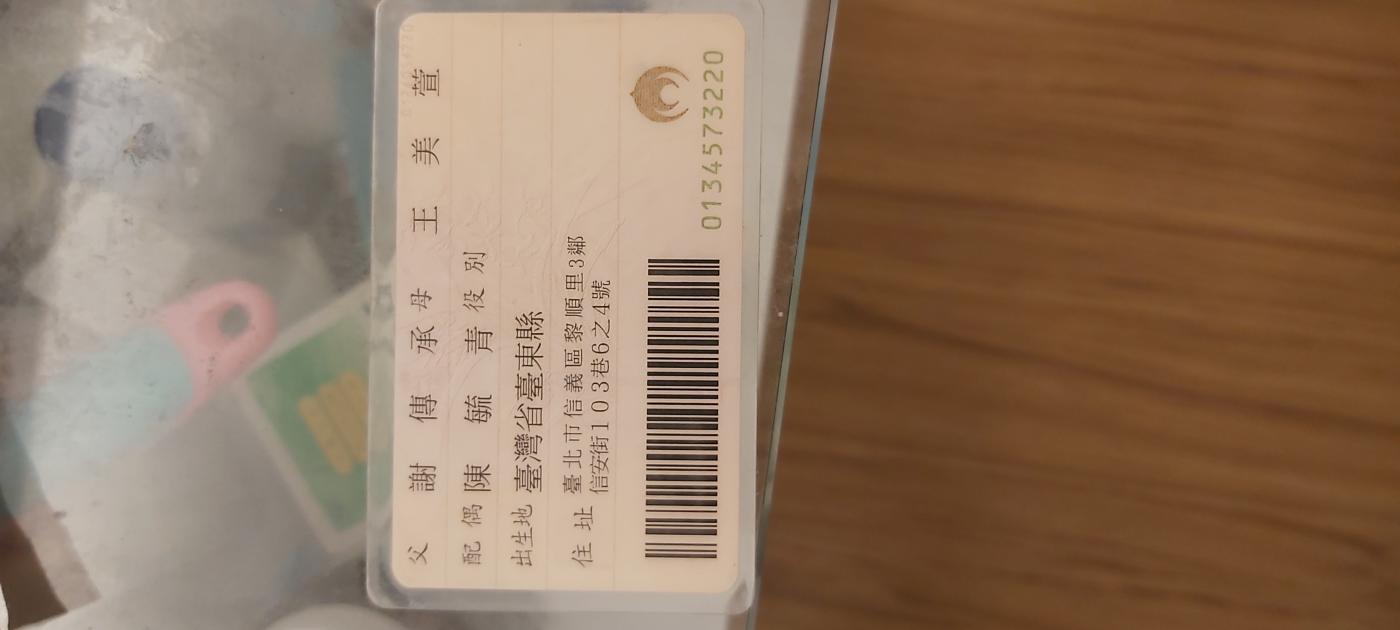 父 謝傳承 母 王美萱
配偶 陳毓青 役別
出生地 臺灣省臺東縣
住址 臺北市信義區黎順里3鄰
信安街103巷6之4號
0134573220